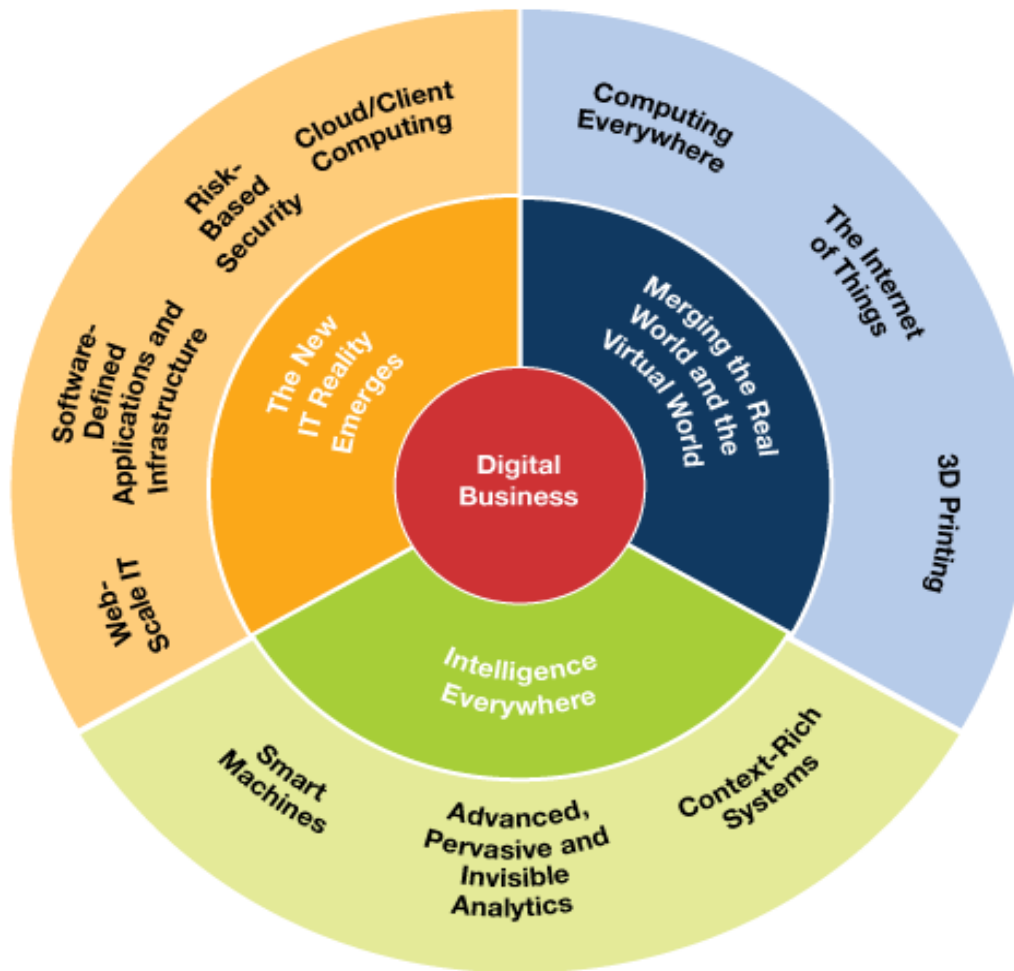 Cloud/Client
Computing
Risk-
Based
Security
Software-
Defined
Applications and
Infrastructure
Web-
Scale IT
The New
IT Reality
Emerges
Computing
Everywhere
The Internet
of Things
3D Printing
Merging the Real
World and the
Virtual World
Digital
Business
Intelligence
Everywhere
Smart
Machines
Advanced,
Pervasive and
Invisible
Analytics
Context-Rich
Systems